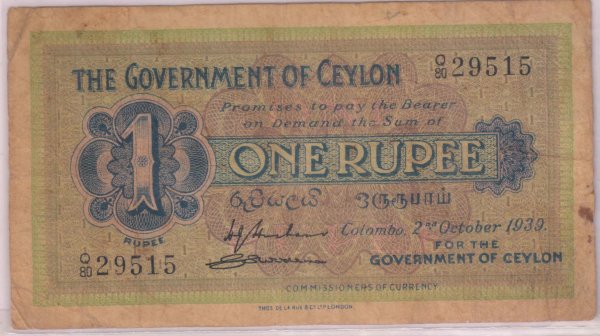 THE GOVERNMENT OF CEYLON
Q/80 29515
Promises to pay the Bearer
on Demand the Sum of
1
RUPEE
ONE RUPEE
රුපියලයි ஒருரூபாய்
Colombo, 2nd October 1939.
FOR THE
GOVERNMENT OF CEYLON
Q/80 29515
COMMISSIONERS OF CURRENCY
THOS. DE LA RUE & CO. LTD. LONDON.